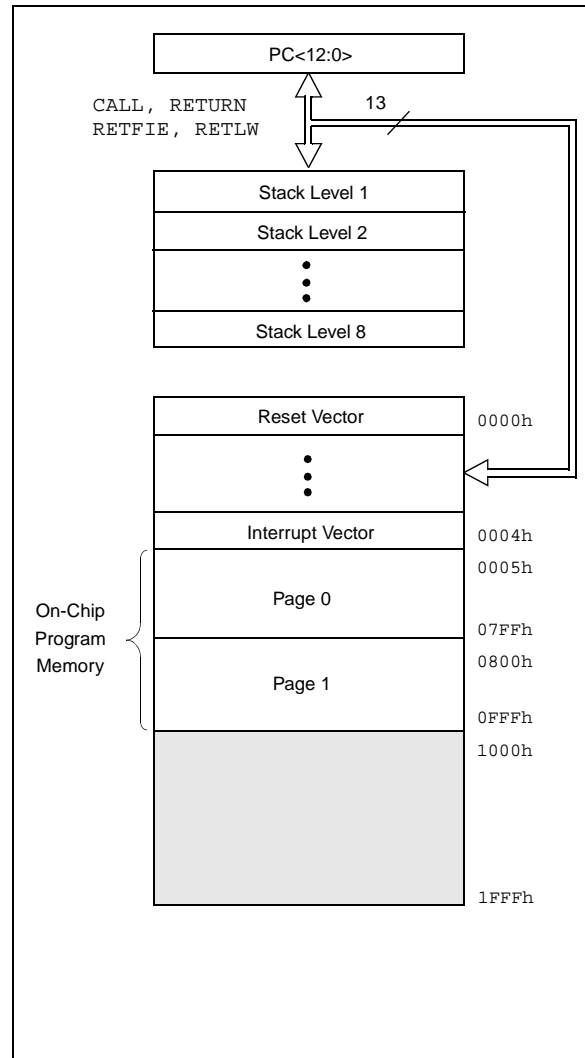 PC<12:0>
CALL, RETURN
RETFIE, RETLW
13
Stack Level 1
Stack Level 2
Stack Level 8
Reset Vector
0000h
Interrupt Vector
0004h
0005h
On-Chip
Program
Memory
Page 0
07FFh
0800h
Page 1
0FFFh
1000h
1FFFh